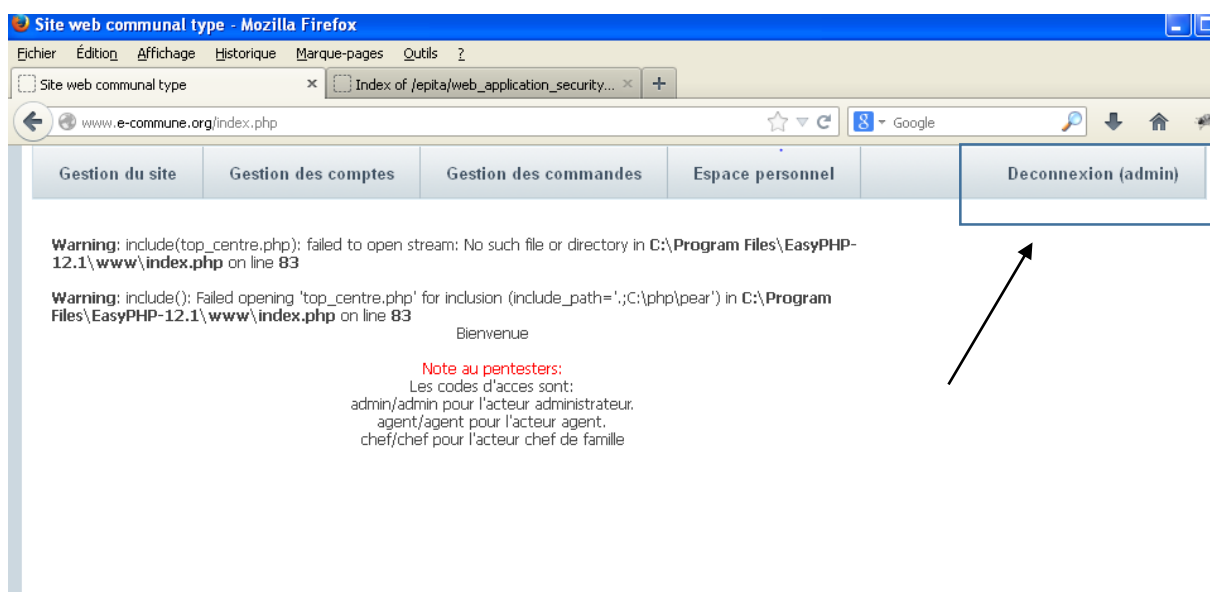 Site web communal type - Mozilla Firefox
Fichier Édition Affichage Historique Marque-pages Outils ?
Site web communal type × Index of /epita/web_application_security... × +
www.e-commune.org/index.php Google
Gestion du site Gestion des comptes Gestion des commandes Espace personnel Deconnexion (admin)
Warning: include(top_centre.php): failed to open stream: No such file or directory in C:\Program Files\EasyPHP-
12.1\www\index.php on line 83
Warning: include(): Failed opening 'top_centre.php' for inclusion (include_path='.;C:\php\pear') in C:\Program
Files\EasyPHP-12.1\www\index.php on line 83
Bienvenue
Note au pentesters:
Les codes d'acces sont:
admin/admin pour l'acteur administrateur.
agent/agent pour l'acteur agent.
chef/chef pour l'acteur chef de famille